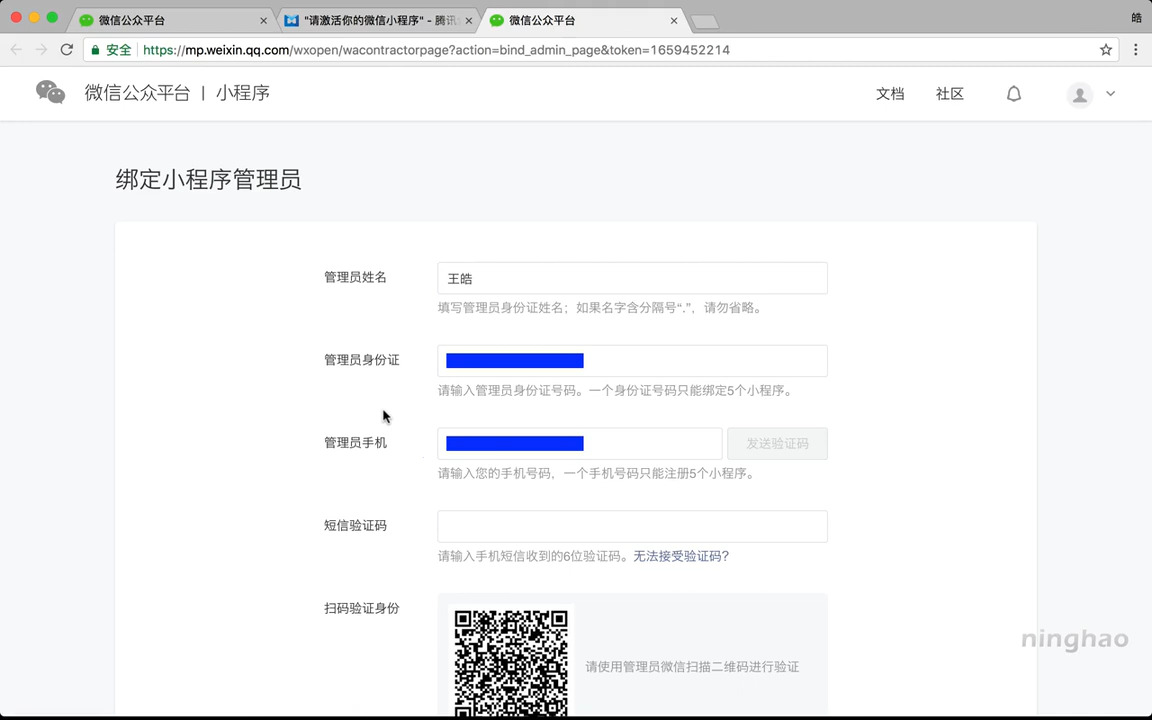 微信公众平台
"请激活你的微信小程序" - 腾讯
微信公众平台
皓
安全
https://mp.weixin.qq.com/wxopen/wacontractorpage?action=bind_admin_page&token=1659452214
微信公众平台 | 小程序
文档
社区
绑定小程序管理员
管理员姓名
王皓
填写管理员身份证姓名；如果名字含分隔号“.”，请勿省略。
管理员身份证
请输入管理员身份证号码。一个身份证号码只能绑定5个小程序。
管理员手机
发送验证码
请输入您的手机号码，一个手机号码只能注册5个小程序。
短信验证码
请输入手机短信收到的6位验证码。无法接受验证码?
扫码验证身份
请使用管理员微信扫描二维码进行验证
ninghao